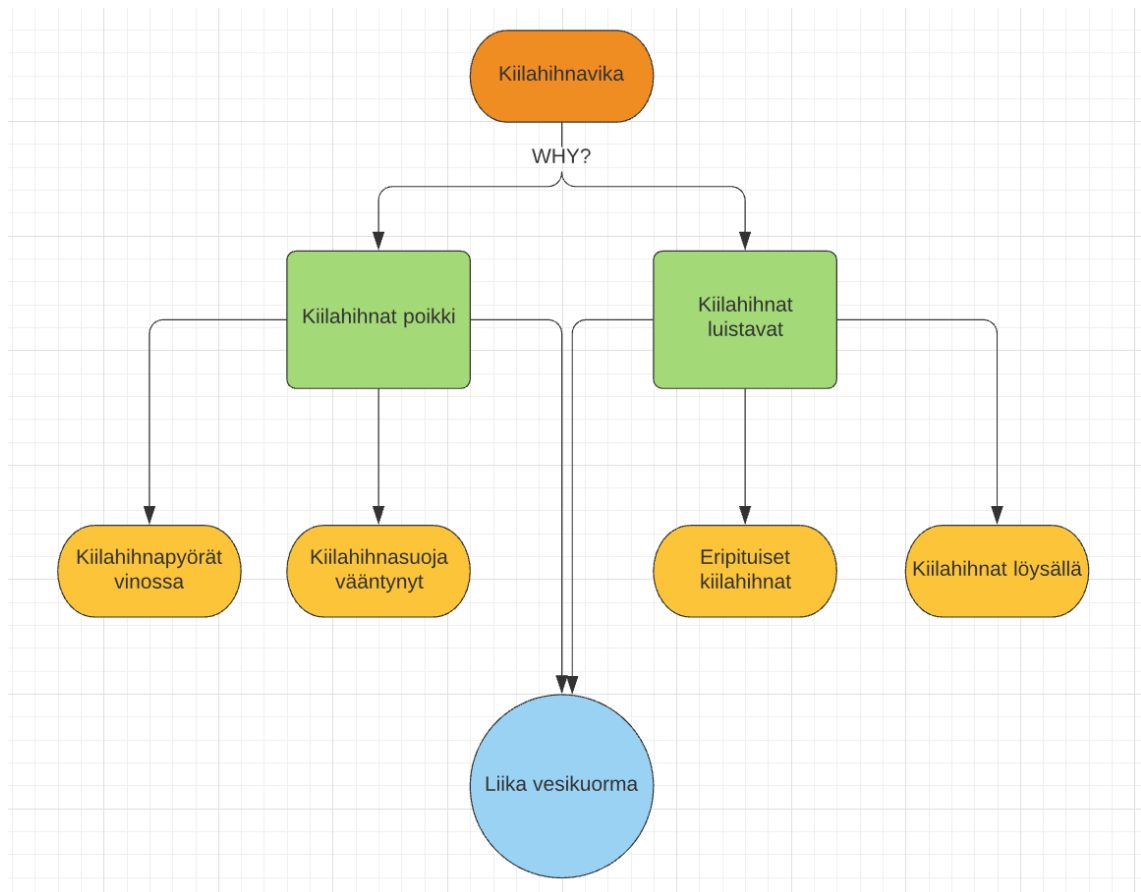 Kiilahihnavika
WHY?
Kiilahihnat poikki
Kiilahihnat
luistavat
Kiilahihnapyörät
vinossa
Kiilahihnasuoja
vääntynyt
Eripituiset
kiilahihnat
Kiilahihnat löysällä
Liika vesikuorma